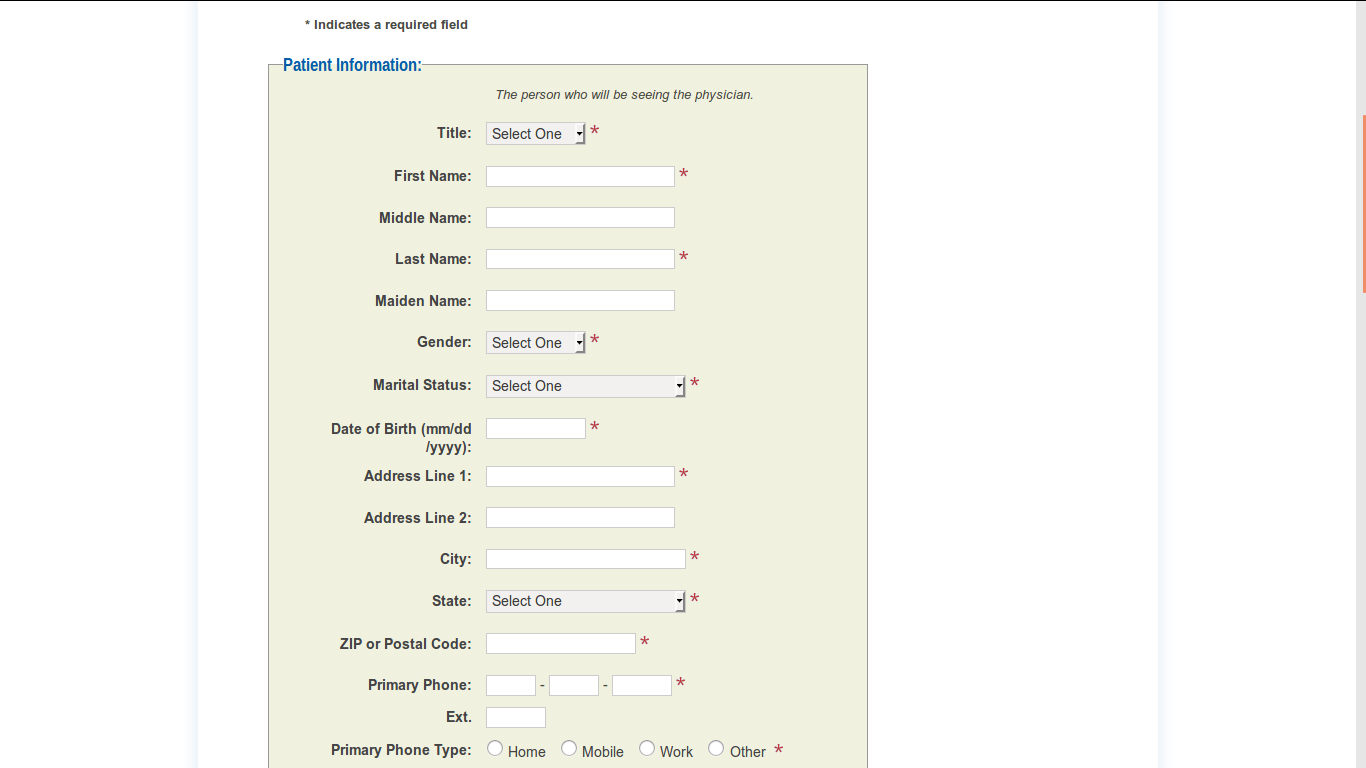 * Indicates a required field
Patient Information:
The person who will be seeing the physician.
Title: Select One *
First Name: *
Middle Name:
Last Name: *
Maiden Name:
Gender: Select One *
Marital Status: Select One *
Date of Birth (mm/dd *
/yyyy):
Address Line 1: *
Address Line 2:
City: *
State: Select One *
ZIP or Postal Code: *
Primary Phone: - - *
Ext.
Primary Phone Type: Home Mobile Work Other *